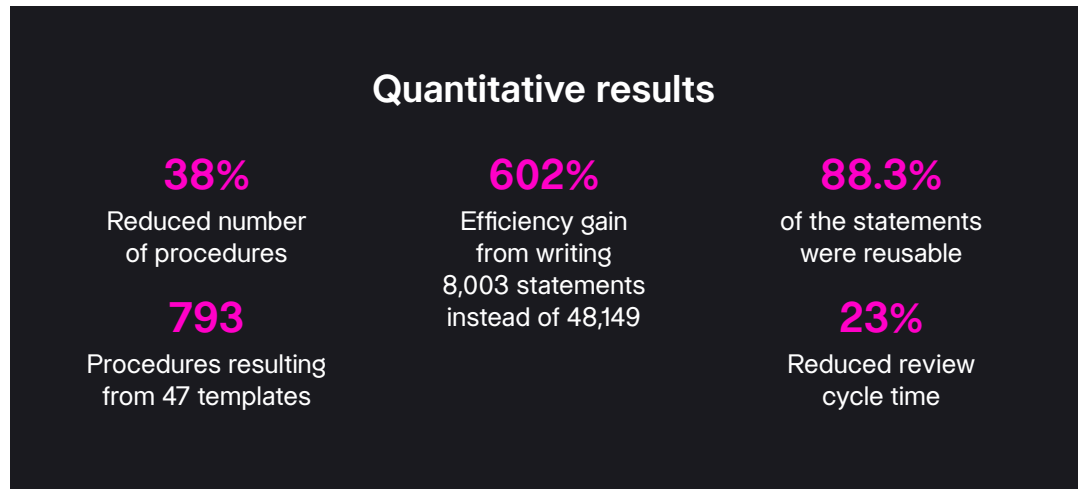 Quantitative results
38%
Reduced number
of procedures
793
Procedures resulting
from 47 templates
602%
Efficiency gain
from writing
8,003 statements
instead of 48,149
88.3%
of the statements
were reusable
23%
Reduced review
cycle time